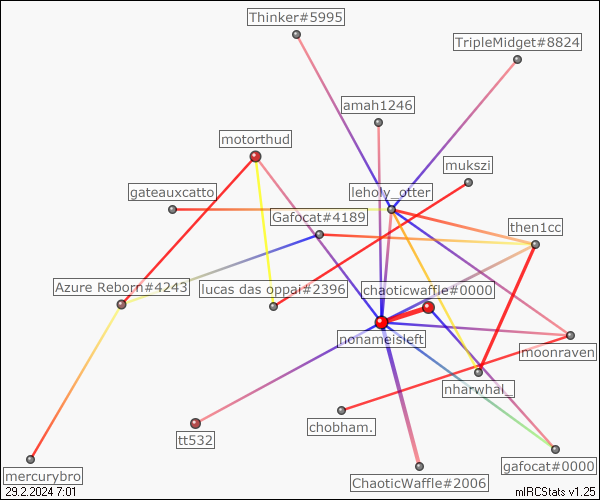 Thinker#5995
TripleMidget#8824
amah1246
motorthud
mukszi
gateauxcatto
leholy_otter
Gafocat#4189
then1cc
Azure Reborn#4243
lucas das oppai#2396
chaoticwaffle#0000
nonameisleft
moonraven
nharwhal_
chobham.
tt532
gafocat#0000
mercurybro
ChaoticWaffle#2006
29.2.2024 7:01
mIRCStats v1.25